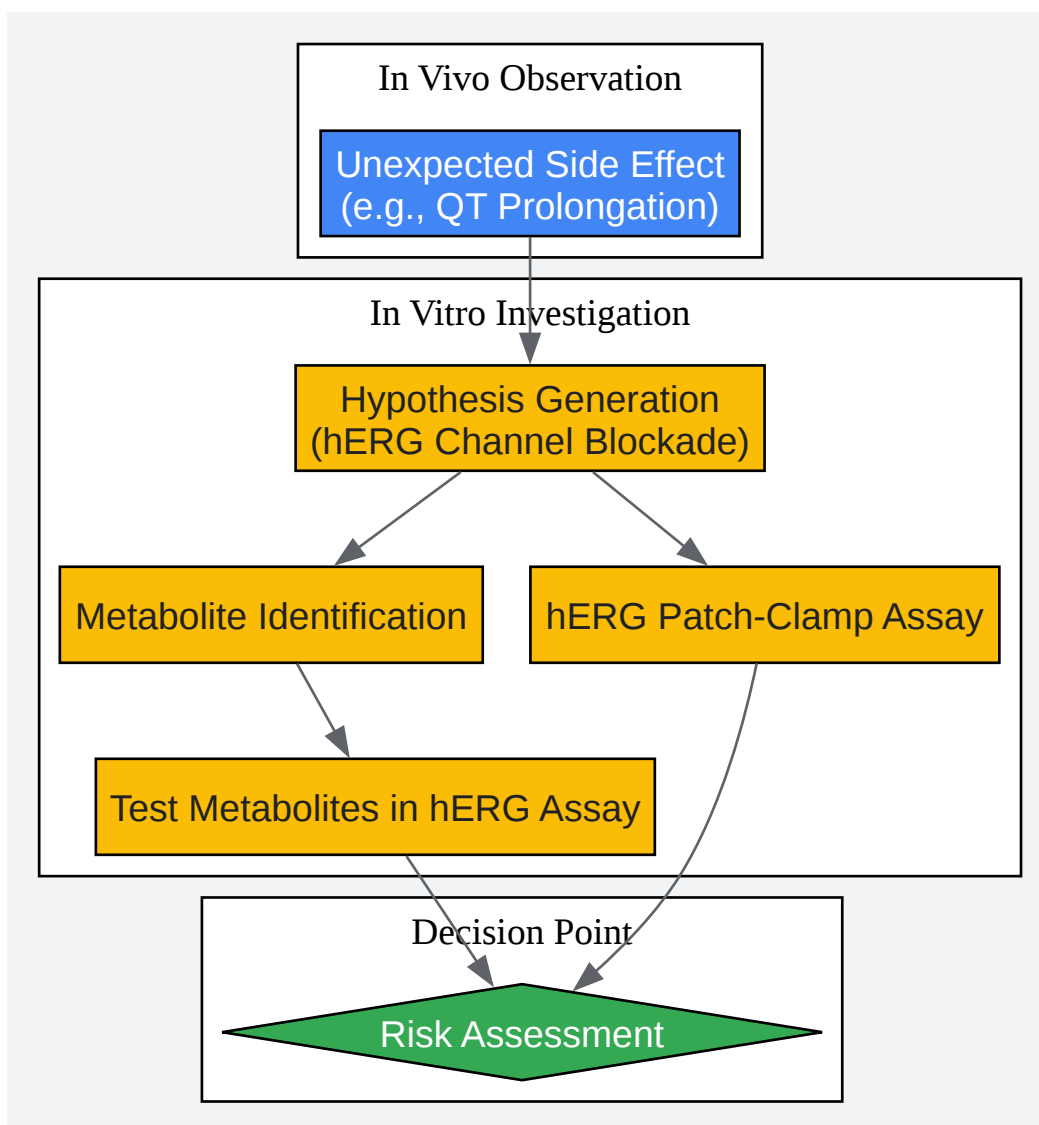 In Vivo Observation
Unexpected Side Effect
(e.g., QT Prolongation)
In Vitro Investigation
Hypothesis Generation
(hERG Channel Blockade)
Metabolite Identification
hERG Patch-Clamp Assay
Test Metabolites in hERG Assay
Decision Point
Risk Assessment